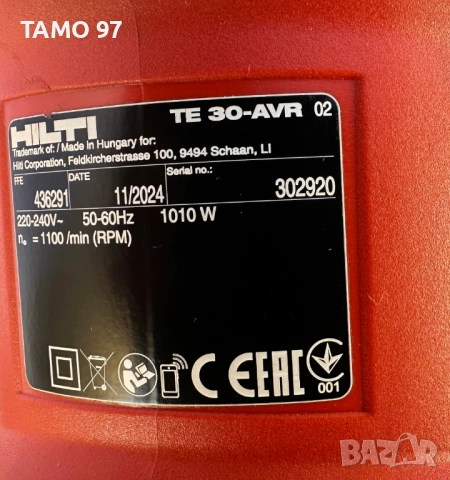 TAMO 97
HILTI TE 30-AVR 02
Trademark of: / Made in Hungary for:
Hilti Corporation, Feldkircherstrasse 100, 9494 Schaan, LI
FFE DATE Serial no.:
436291 11/2024 302920
220-240V~ 50-60Hz 1010 W
n₀ = 1100 /min (RPM)
CE EAC
001
BAZAR